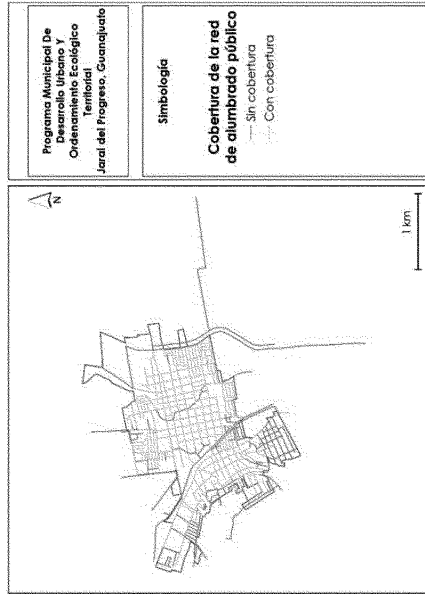 Programa Municipal De
Desarrollo Urbano Y
Ordenamiento Ecológico
Territorial
Jaral del Progreso, Guanajuato
Simbología
Cobertura de la red
de alumbrado público
Sin cobertura
Con cobertura
N
1 km